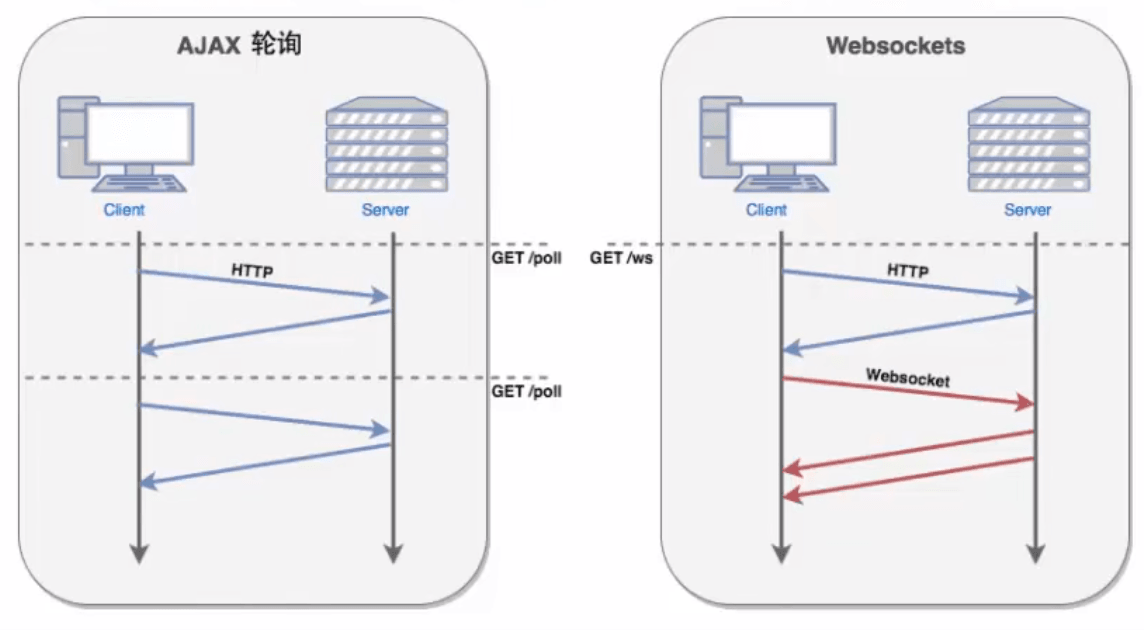 AJAX 轮询
Client
Server
GET /poll
HTTP
GET /poll
Websockets
Client
Server
GET /ws
HTTP
Websocket